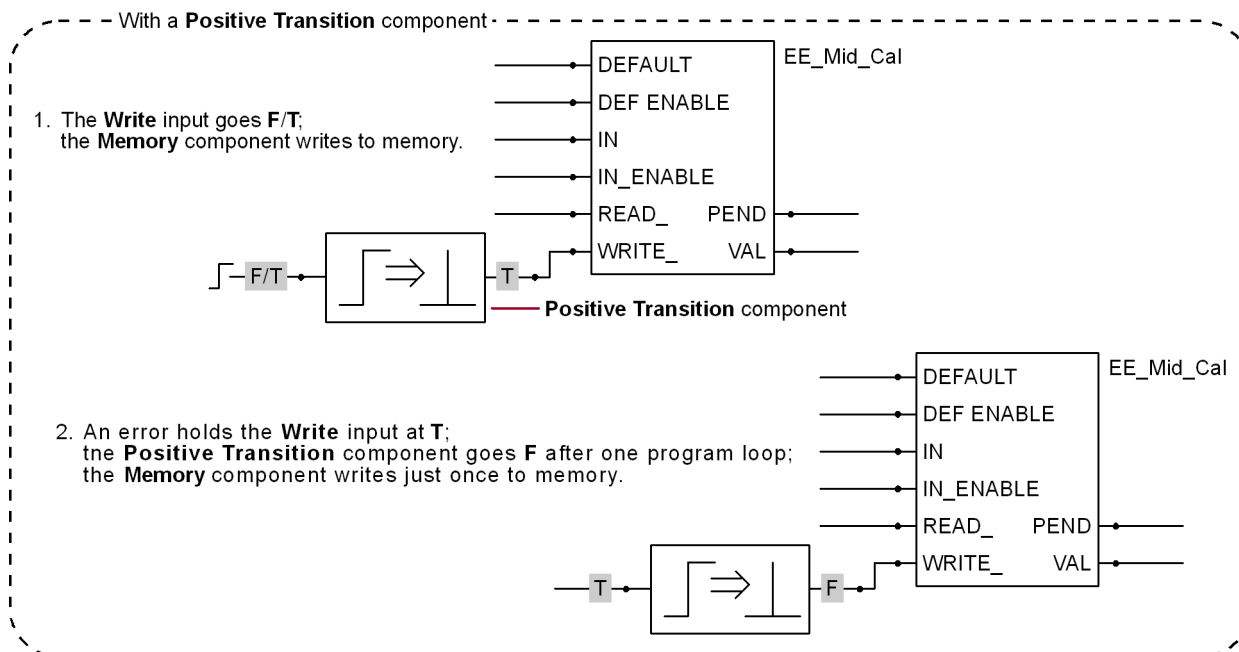 With a Positive Transition component
EE_Mid_Cal
DEFAULT
DEF ENABLE
IN
IN_ENABLE
READ_ PEND
WRITE_ VAL
1. The Write input goes F/T;
the Memory component writes to memory.
F/T
T
Positive Transition component
EE_Mid_Cal
DEFAULT
DEF ENABLE
IN
IN_ENABLE
READ_ PEND
WRITE_ VAL
2. An error holds the Write input at T;
tne Positive Transition component goes F after one program loop;
the Memory component writes just once to memory.
T
F